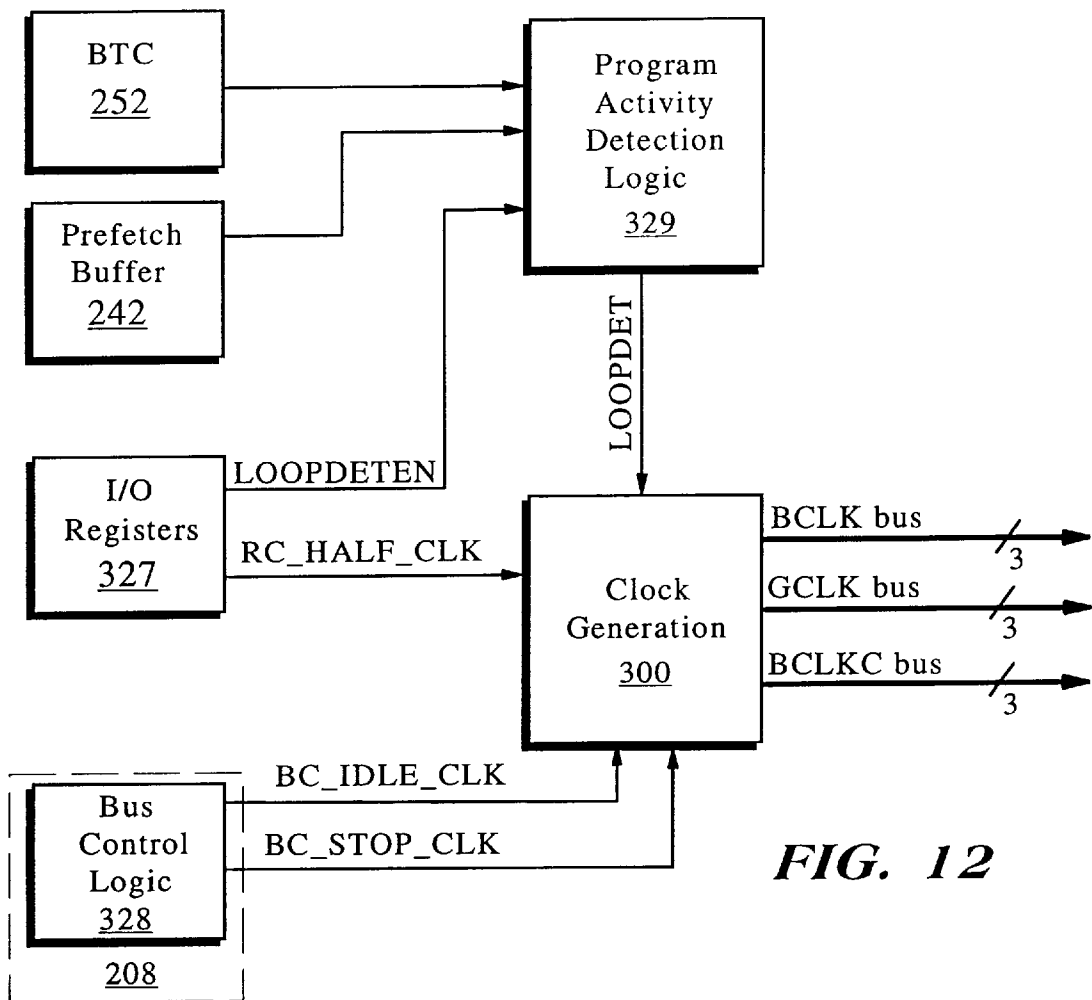 BTC
252
Program
Activity
Detection
Logic
329
Prefetch
Buffer
242
LOOPDET
I/O
Registers
327
LOOPDETEN
RC_HALF_CLK
Clock
Generation
300
BCLK bus
3
GCLK bus
3
BCLKC bus
3
Bus
Control
Logic
328
208
BC_IDLE_CLK
BC_STOP_CLK
FIG. 12